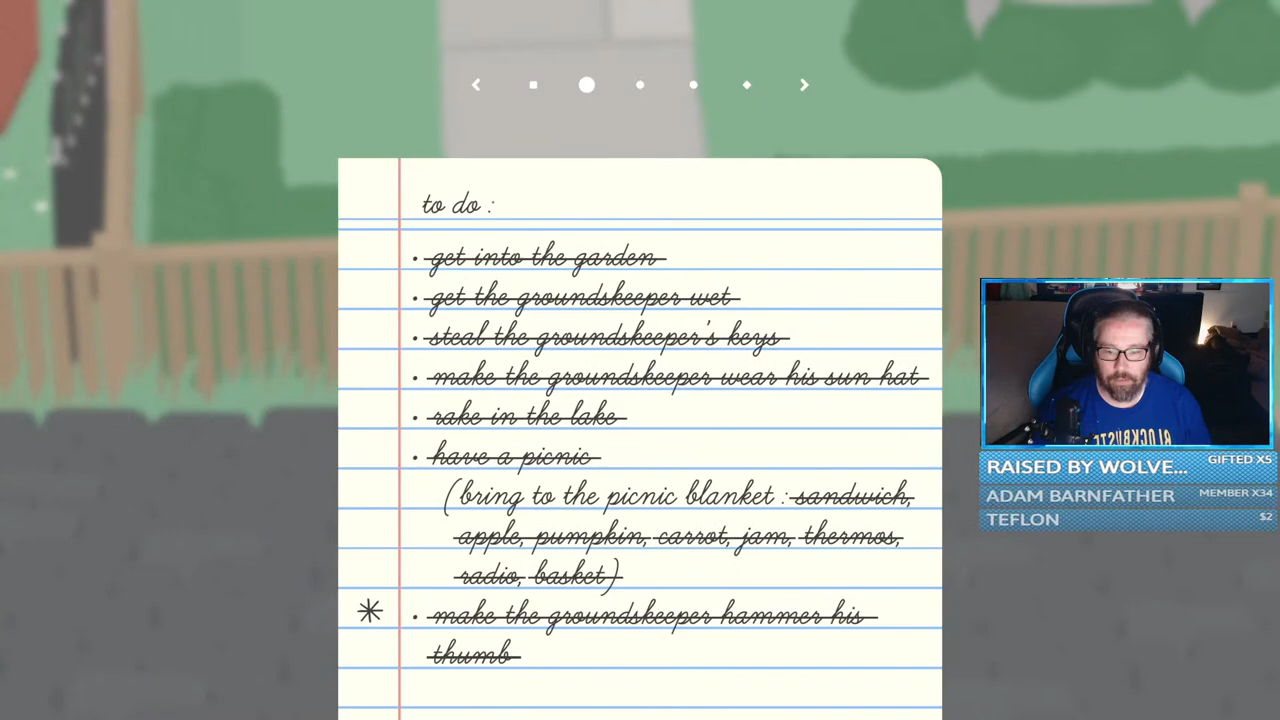 to do :
• get into the garden
• get the groundskeeper wet
• steal the groundskeeper's keys
• make the groundskeeper wear his sun hat
• rake in the lake
• have a picnic
(bring to the picnic blanket : sandwich,
apple, pumpkin, carrot, jam, thermos,
radio, basket)
* • make the groundskeeper hammer his
thumb
BLOCKBUSTE
RAISED BY WOLVE... GIFTED X5
ADAM BARNFATHER MEMBER X34
TEFLON $2